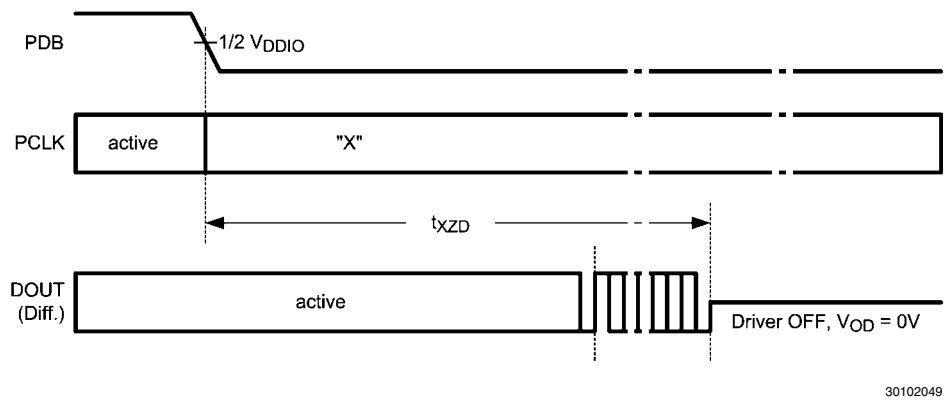 PDB
1/2 VDDIO
PCLK
active
"X"
tXZD
DOUT
(Diff.)
active
Driver OFF, VOD = 0V
30102049